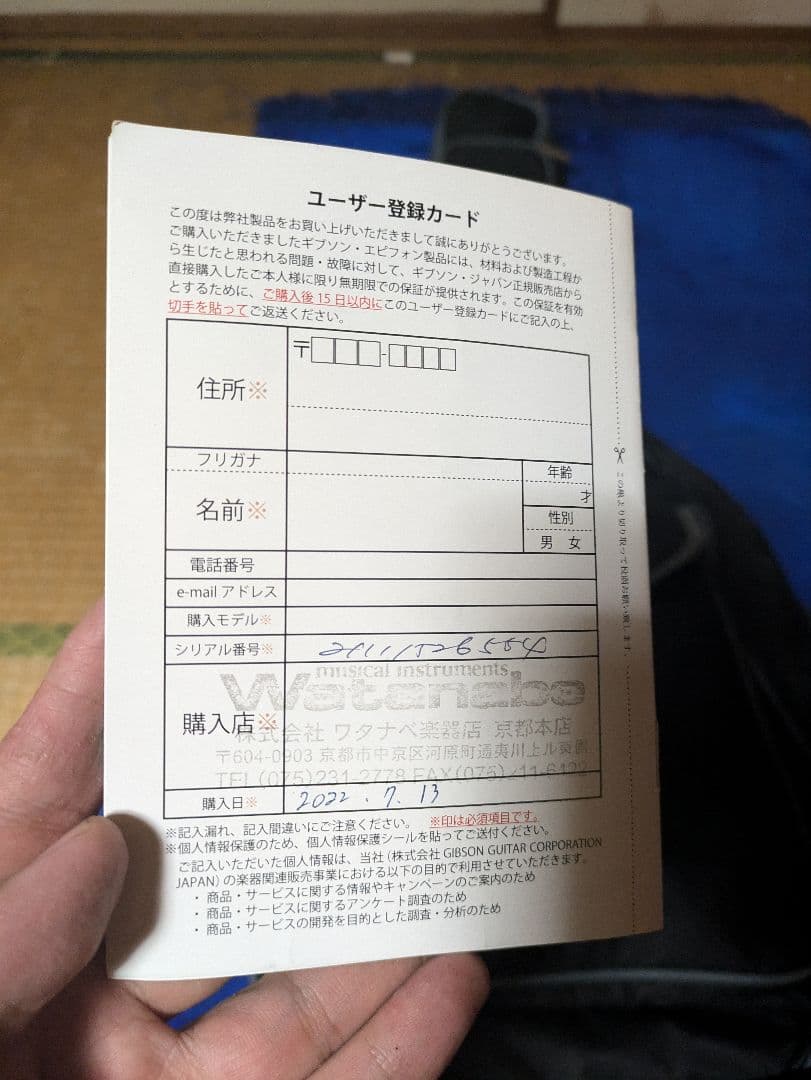 ユーザー登録カード
この度は弊社製品をお買い上げいただきまして誠にありがとうございます。
ご購入いただきましたギブソン・エピフォン製品には、材料および製造工程か
ら生じたと思われる問題・故障に対して、ギブソン・ジャパン正規販売店から
直接購入したご本人様に限り無期限での保証が提供されます。この保証を有効
とするために、ご購入後15日以内にこのユーザー登録カードにご記入の上、
切手を貼ってご返送ください。
住所※
〒
フリガナ
名前※
年齢
才
性別
男 女
電話番号
e-mail アドレス
購入モデル※
シリアル番号※
購入店※
musical instruments
Watanabe
株式会社 ワタナベ楽器店 京都本店
〒604-0903 京都市中京区河原町通夷川上ル東側
TEL(075)231-2778 FAX(075)
購入日※ 2022.7.13
※記入漏れ、記入間違いにご注意ください。 ※印は必須項目です。
※個人情報保護のため、個人情報保護シールを貼ってご送付ください。
ご記入いただいた個人情報は、当社(株式会社 GIBSON GUITAR CORPORATION
JAPAN)の楽器関連販売事業における以下の目的で利用させていただきます。
・商品・サービスに関する情報やキャンペーンのご案内のため
・商品・サービスに関するアンケート調査のため
・商品・サービスの開発を目的とした調査・分析のため